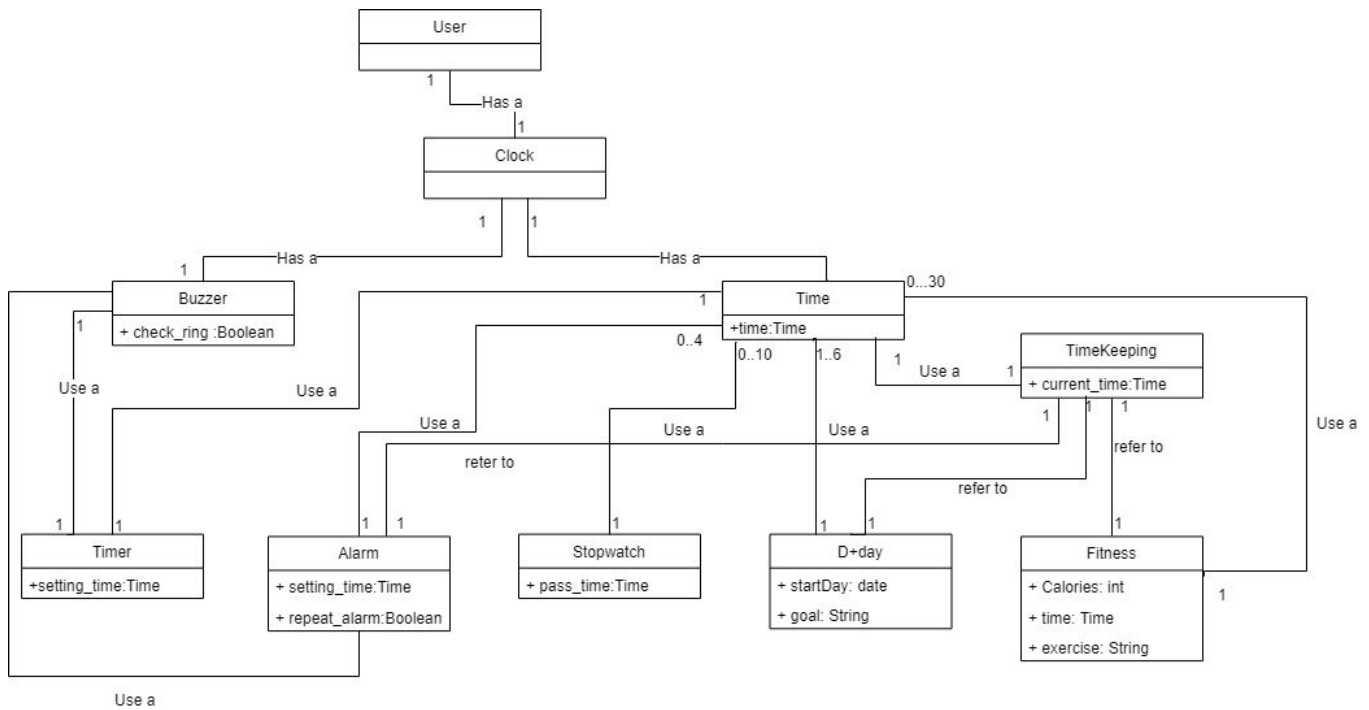 User
1
Has a
1
Clock
1
1
Has a
Has a
1
0...30
Buzzer
1
Time
+ check_ring :Boolean
1
+time:Time
0..4
0..10
1..6
TimeKeeping
1
Use a
1
+ current_time:Time
Use a
Use a
1
1
1
Use a
Use a
Use a
Use a
reter to
refer to
refer to
1
1
1
1
1
1
1
1
Timer
Alarm
Stopwatch
D+day
Fitness
+setting_time:Time
+ setting_time:Time
+ pass_time:Time
+ startDay: date
+ Calories: int
1
+ repeat_alarm:Boolean
+ goal: String
+ time: Time
+ exercise: String
Use a